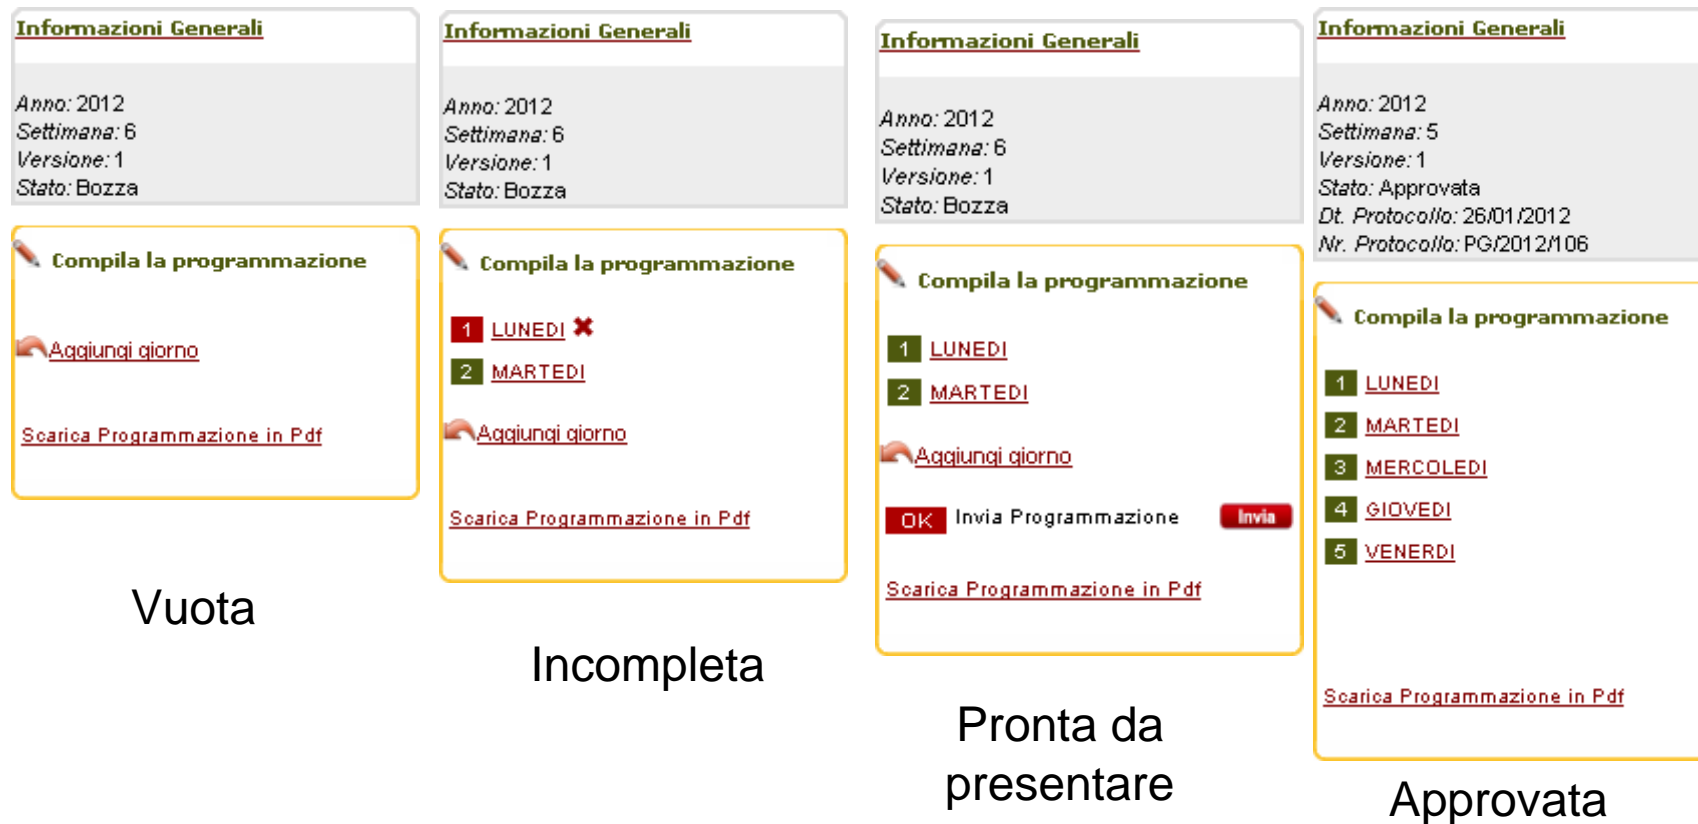 Informazioni Generali
Anno: 2012
Settimana: 6
Versione: 1
Stato: Bozza
Compila la programmazione
Aggiungi giorno
Scarica Programmazione in Pdf
Vuota
Informazioni Generali
Anno: 2012
Settimana: 6
Versione: 1
Stato: Bozza
Compila la programmazione
1 LUNEDI
2 MARTEDI
Aggiungi giorno
Scarica Programmazione in Pdf
Incompleta
Informazioni Generali
Anno: 2012
Settimana: 6
Versione: 1
Stato: Bozza
Compila la programmazione
1 LUNEDI
2 MARTEDI
Aggiungi giorno
OK Invia Programmazione Invia
Scarica Programmazione in Pdf
Pronta da
presentare
Informazioni Generali
Anno: 2012
Settimana: 5
Versione: 1
Stato: Approvata
Dt. Protocollo: 26/01/2012
Nr. Protocollo: PG/2012/106
Compila la programmazione
1 LUNEDI
2 MARTEDI
3 MERCOLEDI
4 GIOVEDI
5 VENERDI
Scarica Programmazione in Pdf
Approvata